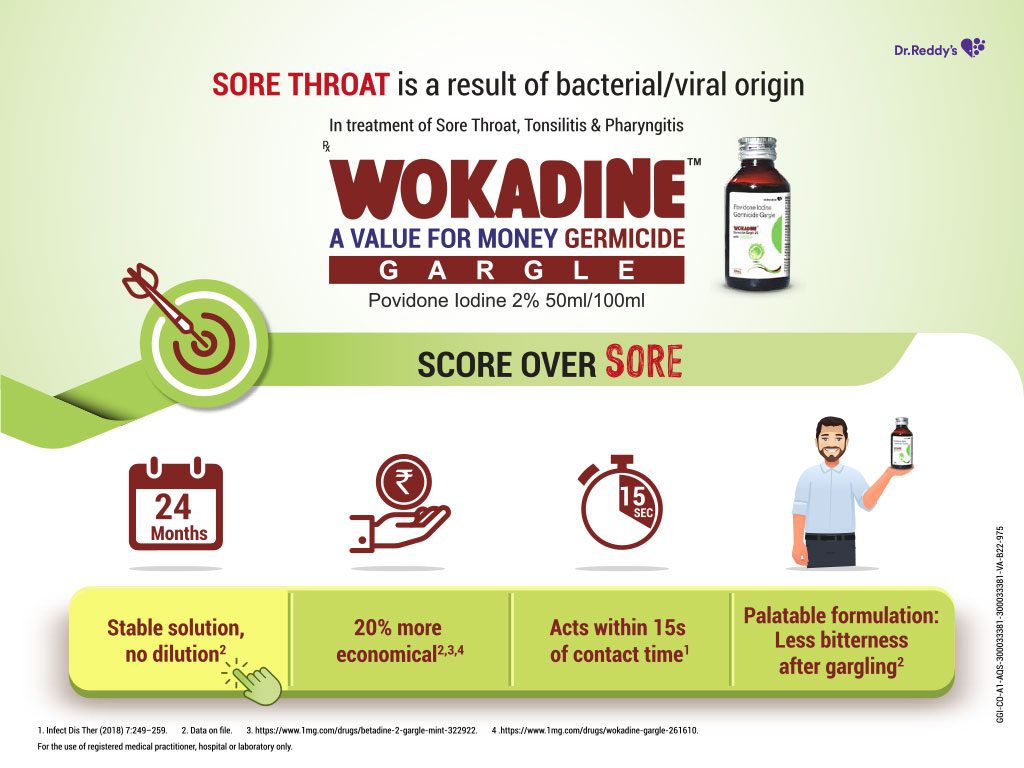 Dr.Reddy's
SORE THROAT is a result of bacterial/viral origin
In treatment of Sore Throat, Tonsilitis & Pharyngitis
℞
WOKADINE™
A VALUE FOR MONEY GERMICIDE
GARGLE
Povidone Iodine 2% 50ml/100ml
Povidone Iodine
Germicide Gargle
WOKADINE
SCORE OVER SORE
24
Months
₹
15
SEC
Stable solution,
no dilution²
20% more
economical²,³,⁴
Acts within 15s
of contact time¹
Palatable formulation:
Less bitterness
after gargling²
1. Infect Dis Ther (2018) 7:249–259. 2. Data on file. 3. https://www.1mg.com/drugs/betadine-2-gargle-mint-322922. 4 .https://www.1mg.com/drugs/wokadine-gargle-261610.
For the use of registered medical practitioner, hospital or laboratory only.
GGI-CO-A1-AQS-300033381-300033381-VA-B22-975